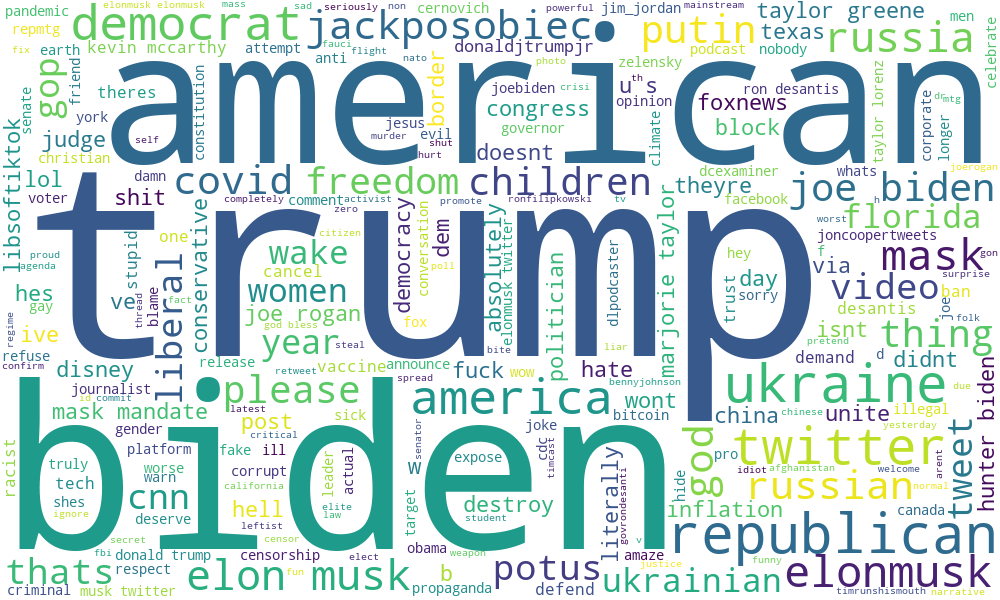 pandemic
elonmusk elonmusk
mass
sad
seriously
non
cernovich
powerful
jim_jordan
mainstream
taylor greene
men
repmtg
democrat
jackposobiec
putin
texas
russia
celebrate
fix
earth
kevin mccarthy
attempt
fauci
flight
nato
donaldjtrumpjr
podcast
nobody
gop
friend
theres
anti
photo
crisi
zelensky
border
american
senate
york
constitution
joebiden
congress
u
th
s
opinion
ron desantis
foxnews
dr
mtg
corporate
longer
taylor lorenz
judge
self
jesus
evil
murder
shut
hurt
governor
block
climate
christian
doesnt
libsoftiktok
lol
damn
covid
freedom
children
theyre
dcexaminer
whats
joerogan
joe biden
voter
shit
completely
comment
tactivist
ronfilipkowski
promote
tv
facebook
h
worst
florida
zero
citizen
trump
proud
agenda
liberal
stupid
one
conservative
wake
cancel
democracy
conversation
dem
poll
absolutely
elonmusk twitter
dlpodcaster
politician
marjorie taylor
hey
trust
day
sorry
f
joncoopertweets
via
mask
gon
surprise
hes
gay
ve
thread
blame
fact
women
joe rogan
god bless
video
ban
desantis
joe
folk
regime
ive
year
steal
fox
bite
liar
isnt
pretend
thing
refuse
confirm
disney
release
vaccine
announce
wow
fuck
hate
demand
d
didnt
journalist
ld
commit
please
retweet
spread
bennyjohnson
ukraine
due
hunter biden
mask mandate
latest
post
sick
america
wont
bitcoin
china
chinese
unite
illegal
yesterday
gender
platform
critical
senator
joke
racist
biden
truly
worse
warn
fake
ill
leader
actual
w
cdc
timcast
expose
god
twitter
pro
idiot
afghanistan
welcome
arent
tweet
tech
shes
cnn
corrupt
california
target
literally
govrondesanti
hide
russian
normal
ignore
deserve
hell
elite
law
destroy
student
inflation
canada
leftist
secret
censor
v
republican
fbi
donald trump
censorship
elect
obama
weapon
amaze
justice
funny
thats
respect
elon musk
fun
b
potus
ukrainian
elonmusk
criminal
musk twitter
propaganda
defend
timrunshismouth
narrative